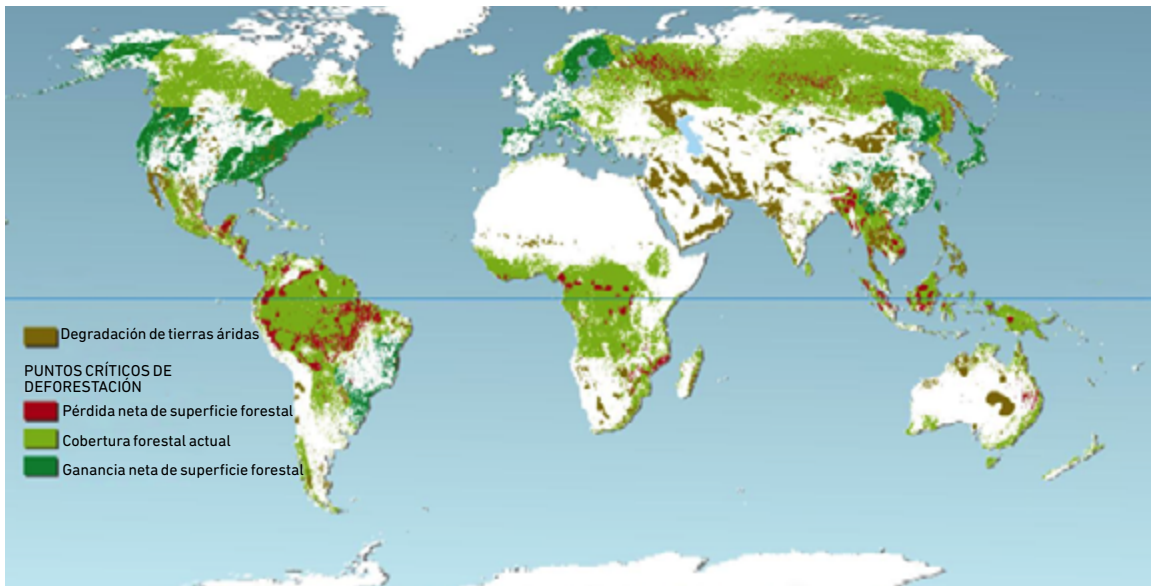 Degradación de tierras áridas
PUNTOS CRÍTICOS DE
DEFORESTACIÓN
Pérdida neta de superficie forestal
Cobertura forestal actual
Ganancia neta de superficie forestal